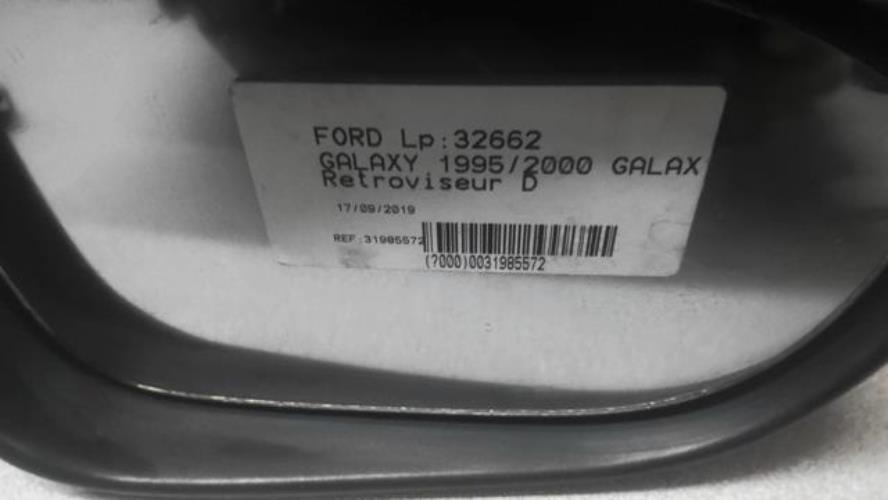 FORD Lp:32662
GALAXY 1995/2000 GALAX
Retroviseur D
17/09/2019
REF:31985572
(7000)0031985572